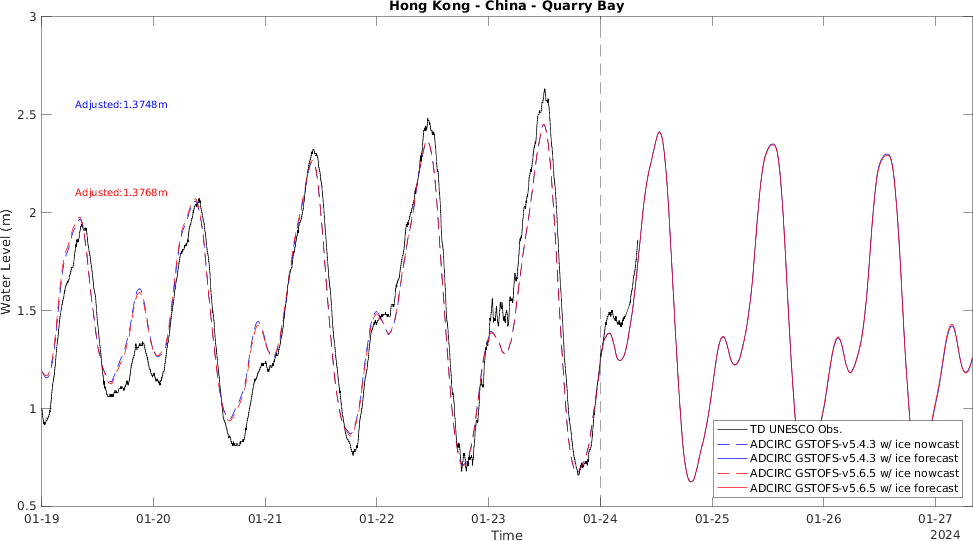 Hong Kong - China - Quarry Bay
3
2.5
2
1.5
1
0.5
Water Level (m)
Adjusted:1.3748m
Adjusted:1.3768m
TD UNESCO Obs.
ADCIRC GSTOFS-v5.4.3 w/ ice nowcast
ADCIRC GSTOFS-v5.4.3 w/ ice forecast
ADCIRC GSTOFS-v5.6.5 w/ ice nowcast
ADCIRC GSTOFS-v5.6.5 w/ ice forecast
01-19 01-20 01-21 01-22 01-23 01-24 01-25 01-26 01-27
Time
2024